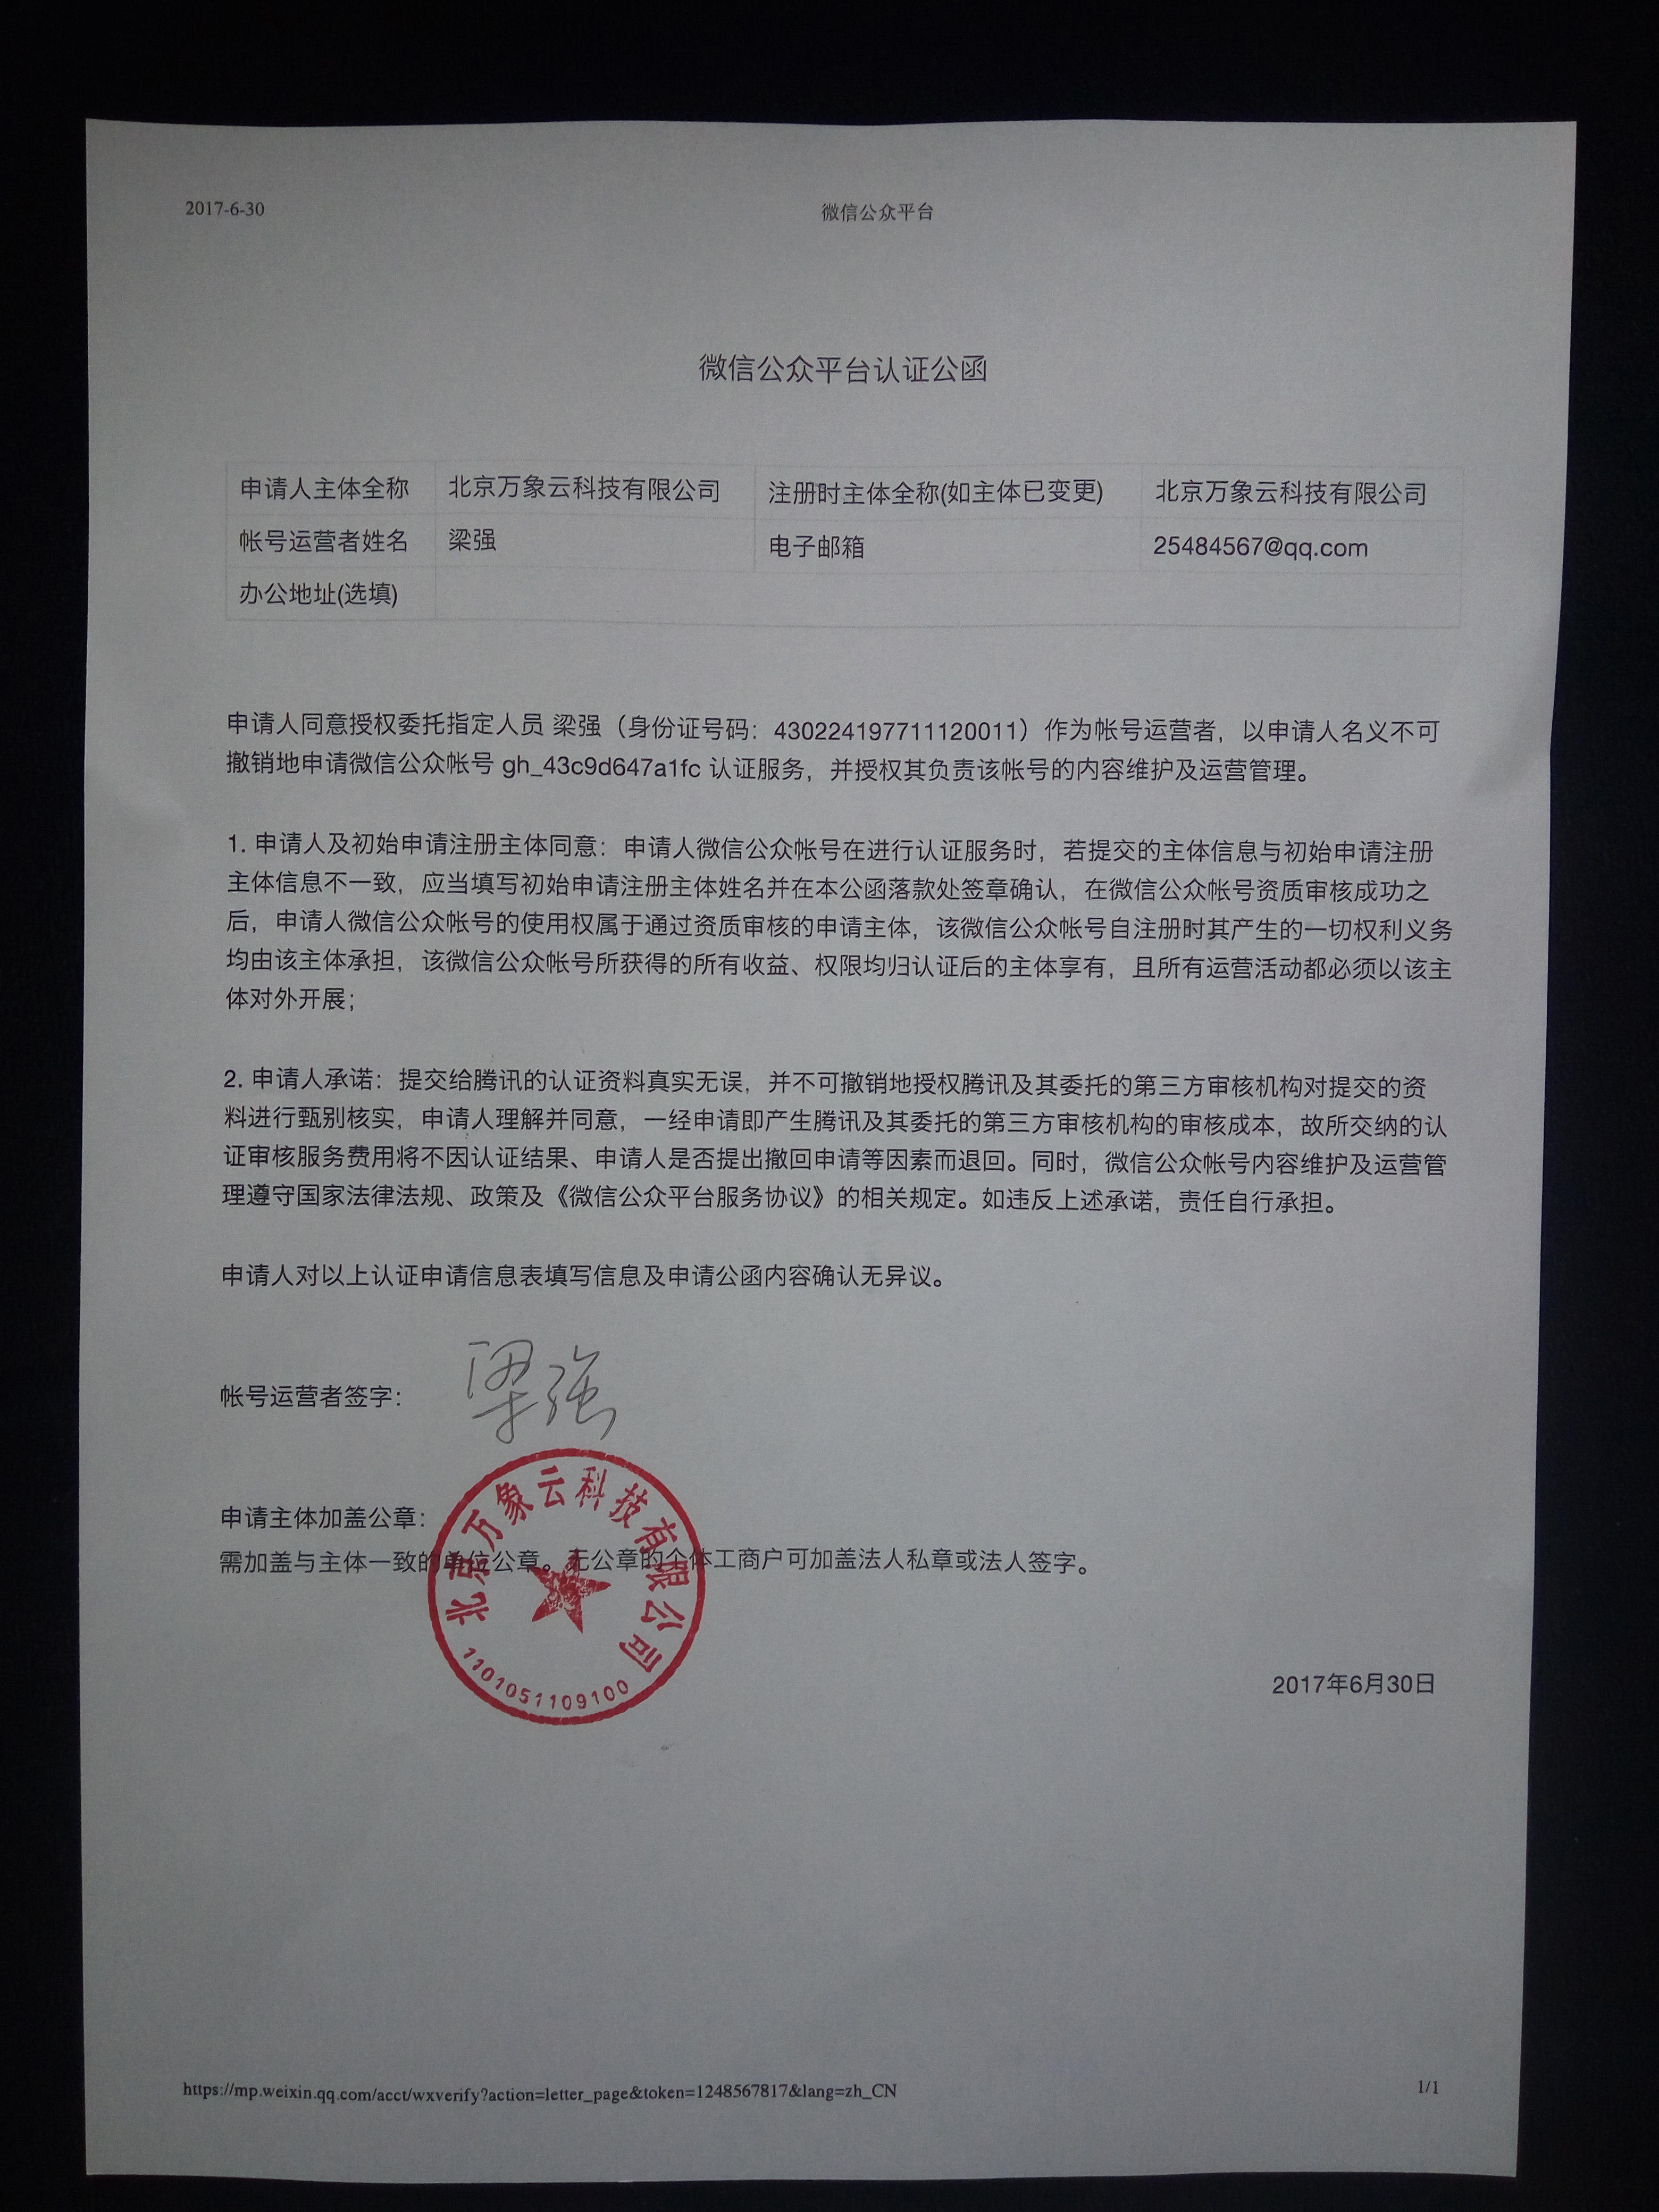 2017-6-30 微信公众平台
微信公众平台认证公函
申请人主体全称 北京万象云科技有限公司 注册时主体全称(如主体已变更) 北京万象云科技有限公司
帐号运营者姓名 梁强 电子邮箱 25484567@qq.com
办公地址(选填)
申请人同意授权委托指定人员 梁强（身份证号码：430224197711120011）作为帐号运营者，以申请人名义不可
撤销地申请微信公众帐号 gh_43c9d647a1fc 认证服务，并授权其负责该帐号的内容维护及运营管理。
1. 申请人及初始申请注册主体同意：申请人微信公众帐号在进行认证服务时，若提交的主体信息与初始申请注册
主体信息不一致，应当填写初始申请注册主体姓名并在本公函落款处签章确认，在微信公众帐号资质审核成功之
后，申请人微信公众帐号的使用权属于通过资质审核的申请主体，该微信公众帐号自注册时其产生的一切权利义务
均由该主体承担，该微信公众帐号所获得的所有收益、权限均归认证后的主体享有，且所有运营活动都必须以该主
体对外开展；
2. 申请人承诺：提交给腾讯的认证资料真实无误，并不可撤销地授权腾讯及其委托的第三方审核机构对提交的资
料进行甄别核实，申请人理解并同意，一经申请即产生腾讯及其委托的第三方审核机构的审核成本，故所交纳的认
证审核服务费用将不因认证结果、申请人是否提出撤回申请等因素而退回。同时，微信公众帐号内容维护及运营管
理遵守国家法律法规、政策及《微信公众平台服务协议》的相关规定。如违反上述承诺，责任自行承担。
申请人对以上认证申请信息表填写信息及申请公函内容确认无异议。
帐号运营者签字： 梁强
申请主体加盖公章：
需加盖与主体一致的单位公章。无公章的个体工商户可加盖法人私章或法人签字。
北京万象云科技有限公司
1101051109100
2017年6月30日
https://mp.weixin.qq.com/acct/wxverify?action=letter_page&token=1248567817&lang=zh_CN 1/1